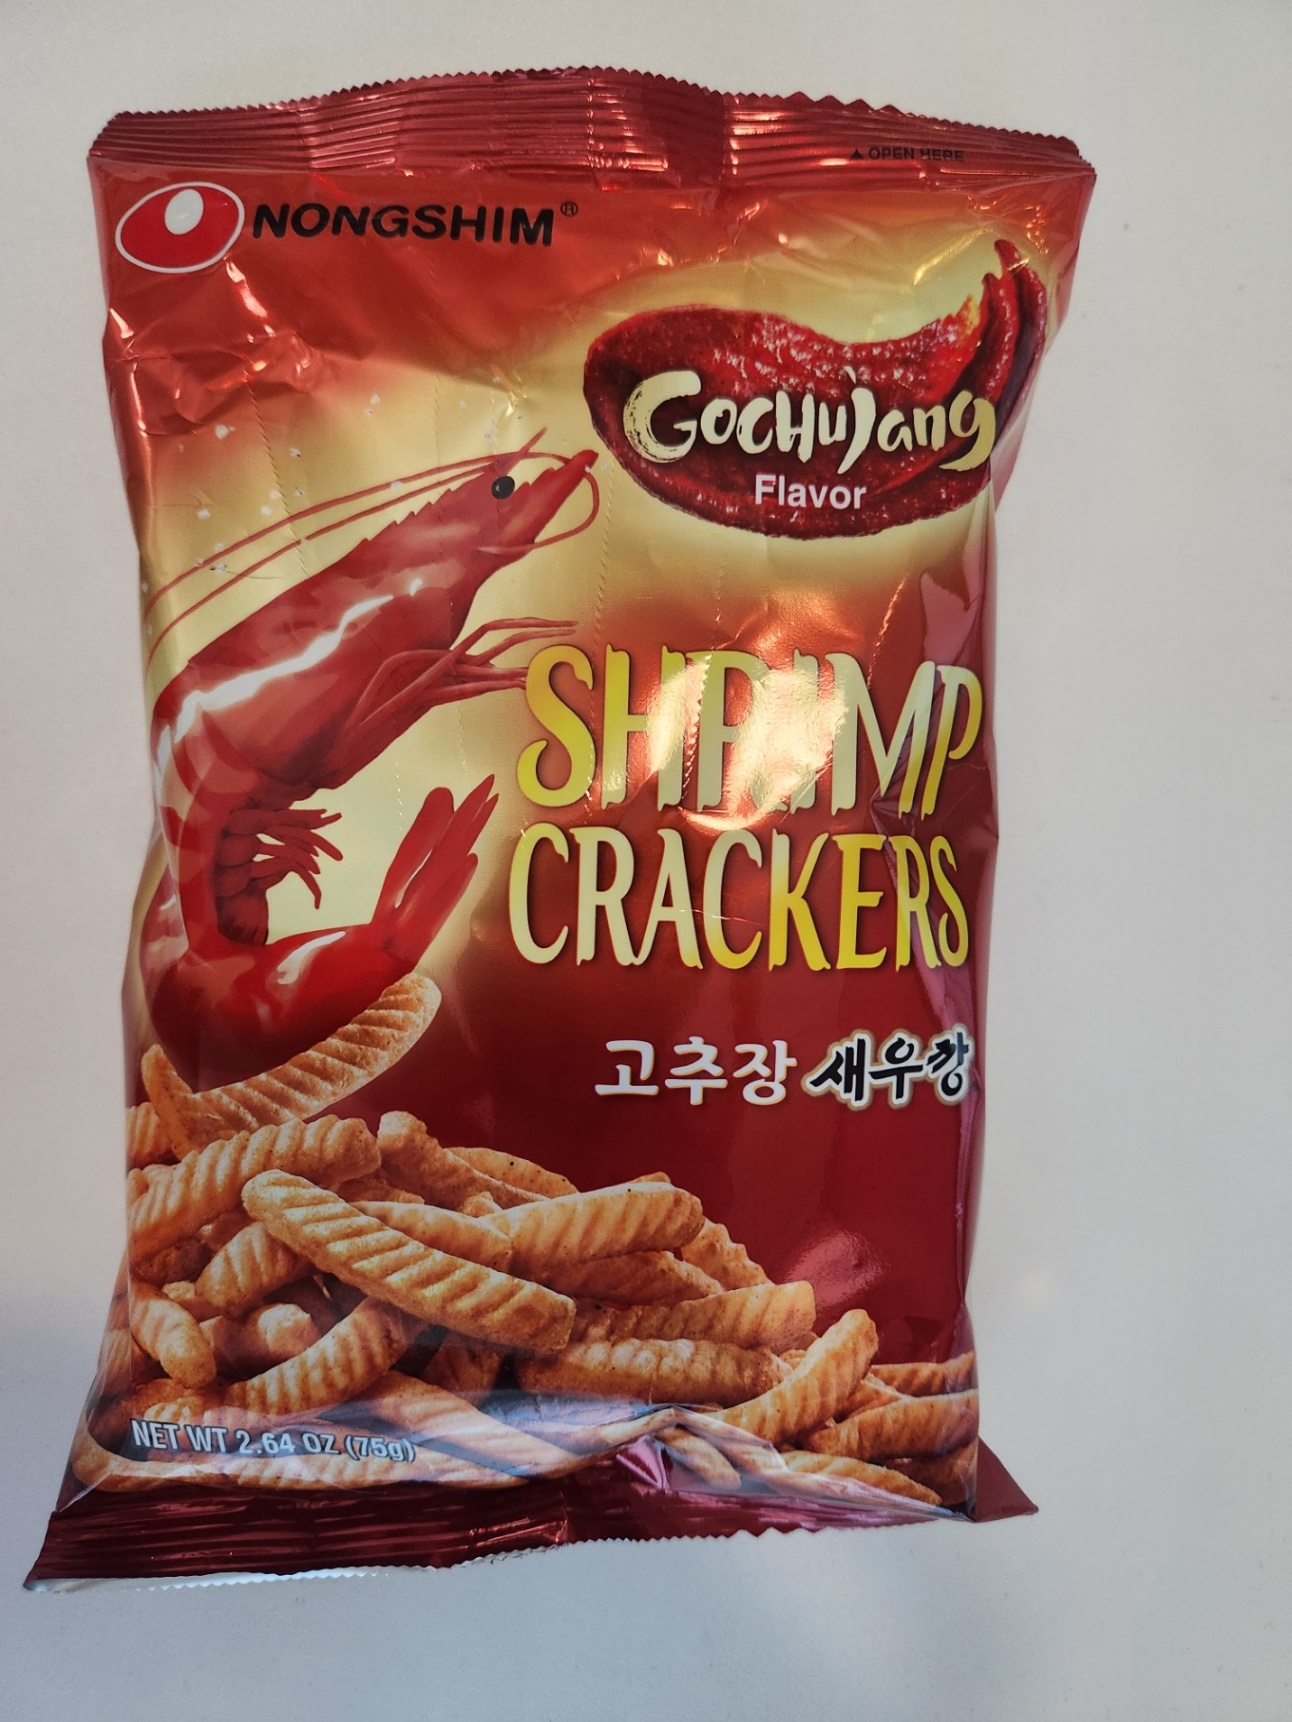 ▲ OPEN HERE
NONGSHIM®
GOCHUJang
Flavor
SHRIMP
CRACKERS
고추장 새우깡
NET WT 2.64 OZ (75g)